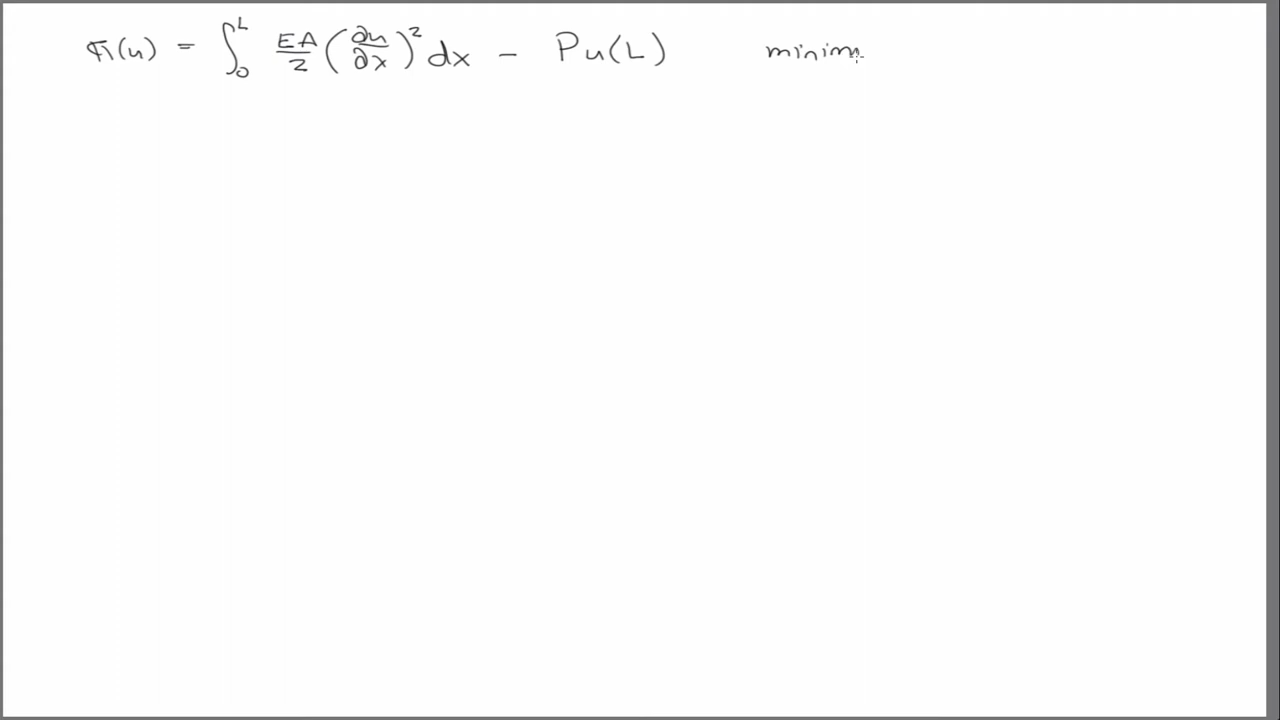 π(u) = ∫₀ᴸ EA/2 (∂u/∂x)² dx - Pu(L) minim